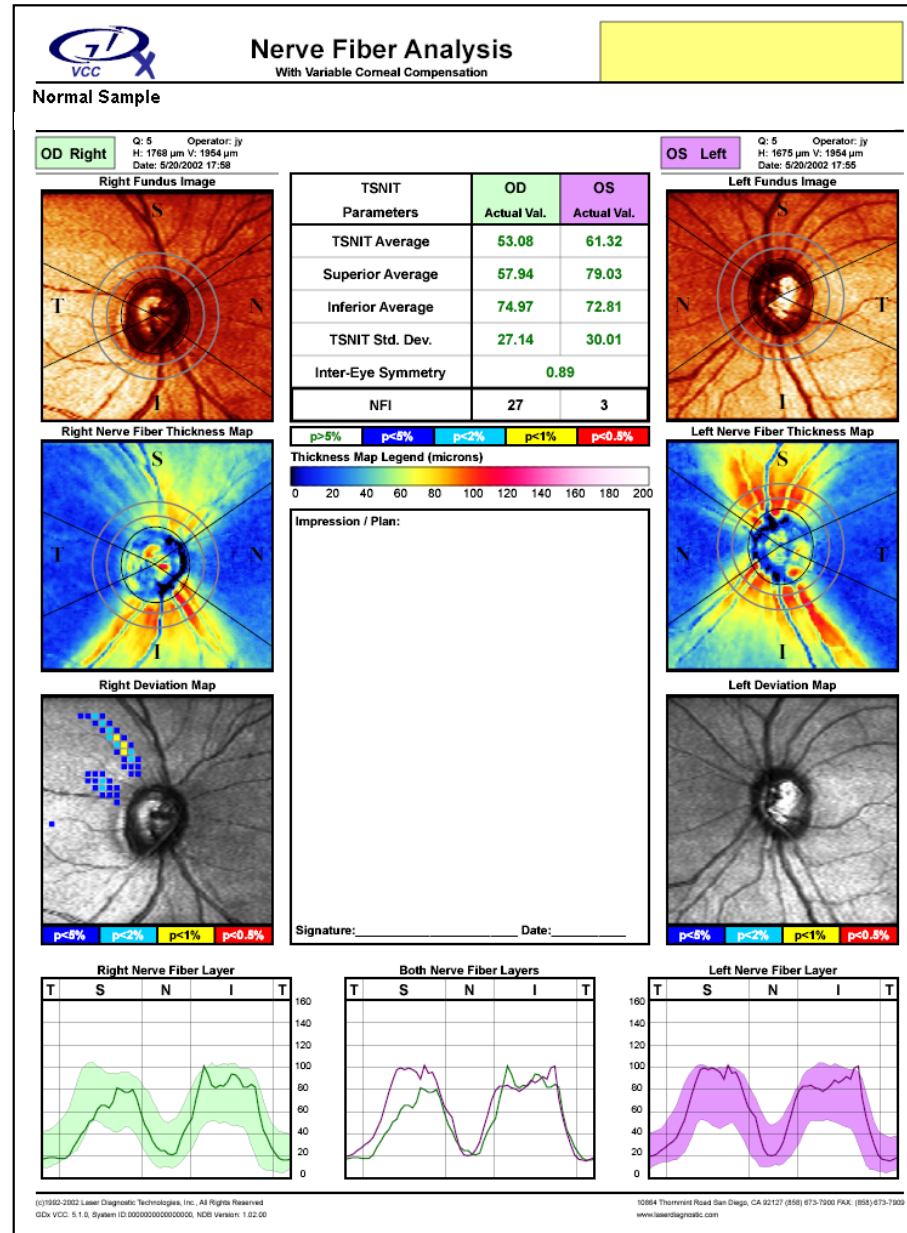 GDx
VCC
Nerve Fiber Analysis
With Variable Corneal Compensation
Normal Sample
OD Right
Q: 5 Operator: jy
H: 1768 µm V: 1954 µm
Date: 5/20/2002 17:58
OS Left
Q: 5 Operator: jy
H: 1675 µm V: 1954 µm
Date: 5/20/2002 17:55
Right Fundus Image
S
T
N
I
TSNIT Parameters
OD Actual Val.
OS Actual Val.
TSNIT Average 53.08 61.32
Superior Average 57.94 79.03
Inferior Average 74.97 72.81
TSNIT Std. Dev. 27.14 30.01
Inter-Eye Symmetry 0.89
NFI 27 3
p>5% p<5% p<2% p<1% p<0.5%
Thickness Map Legend (microns)
0 20 40 60 80 100 120 140 160 180 200
Left Fundus Image
S
N
T
I
Right Nerve Fiber Thickness Map
S
T
N
I
Left Nerve Fiber Thickness Map
S
N
T
I
Impression / Plan:
Signature:______________________ Date:__________
Right Deviation Map
p<5% p<2% p<1% p<0.5%
Left Deviation Map
p<5% p<2% p<1% p<0.5%
Right Nerve Fiber Layer
T S N I T
160
140
120
100
80
60
40
20
0
Both Nerve Fiber Layers
T S N I T
Left Nerve Fiber Layer
T S N I T
160
140
120
100
80
60
40
20
0
(c)1992-2002 Laser Diagnostic Technologies, Inc., All Rights Reserved
GDx VCC: 5.1.0, System ID:0000000000000000, NDB Version: 1.02.00
10864 Thornmint Road San Diego, CA 92127 (858) 673-7900 FAX: (858) 673-7909
www.laserdiagnostic.com